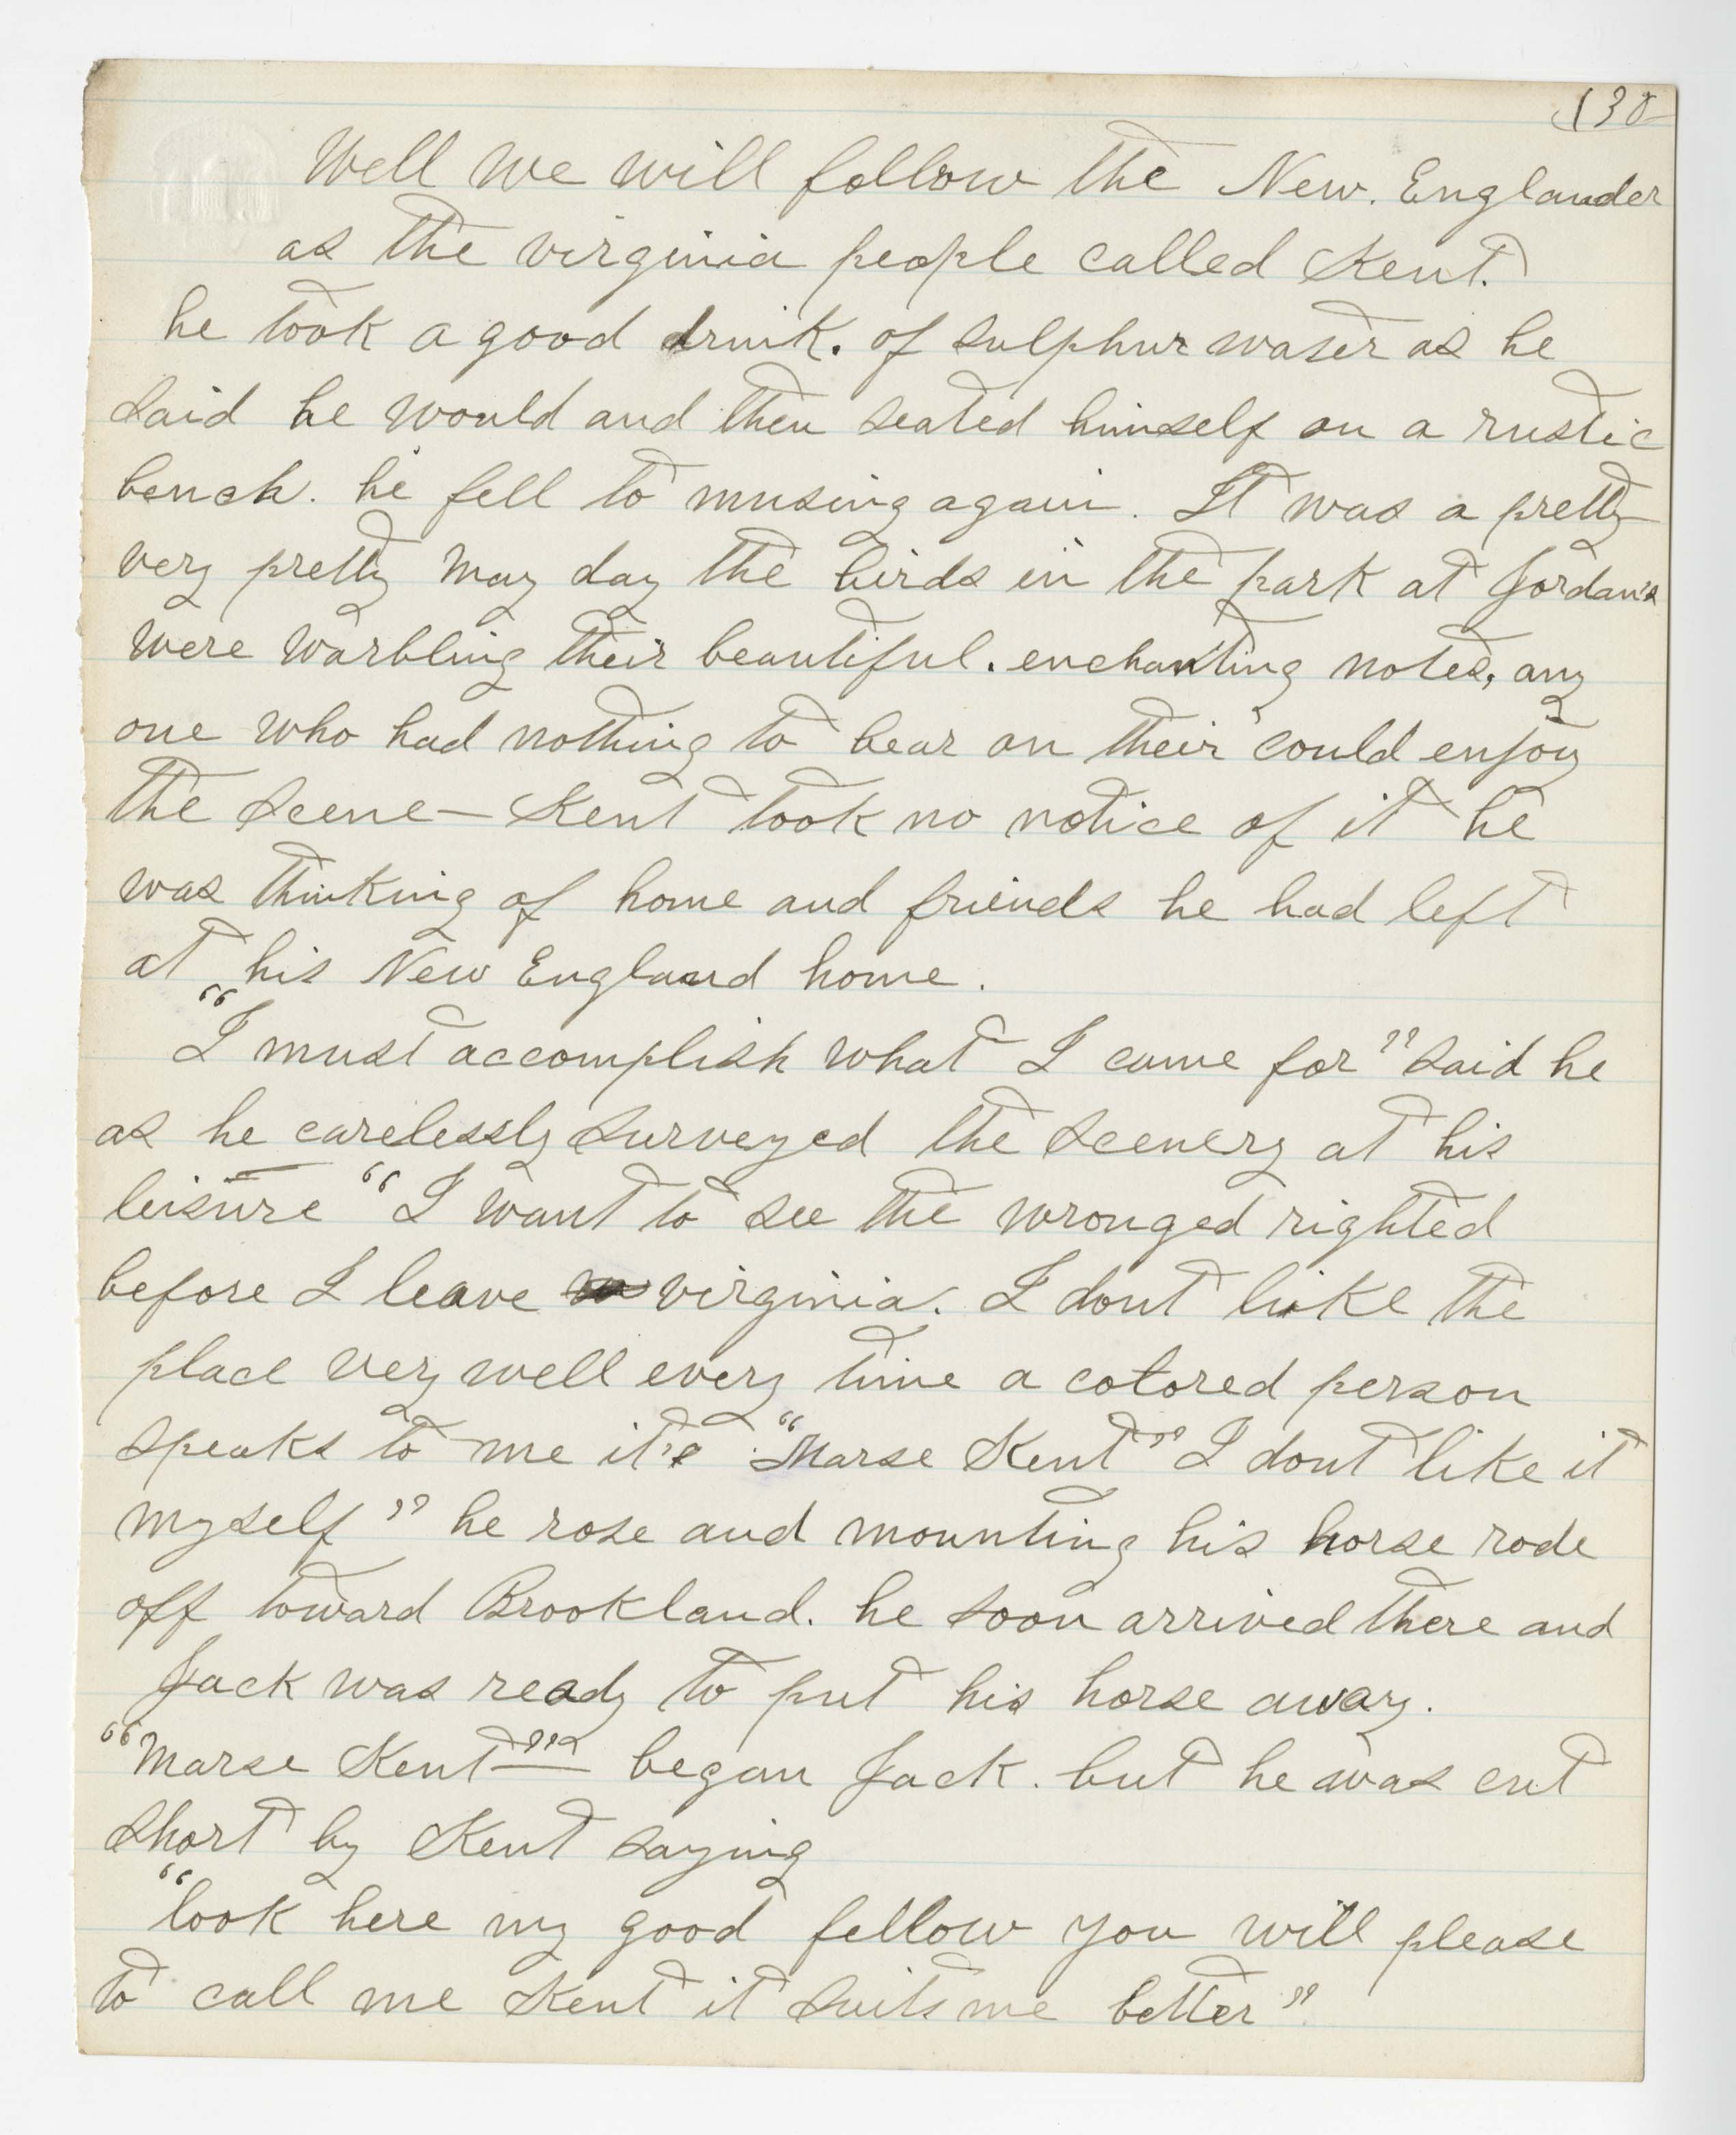 130
Well we will follow the New. Englander
as the virginia people called Kent.
he took a good drink. of sulphur water as he
said he would and then seated himself on a rustic
bench. he fell to musing again. It was a pretty
very pretty may day the birds in the park at Jordan's
were warbling their beautiful. enchanting notes, any
one who had nothing to bear on their could enjoy
the scene — Kent took no notice of it he
was thinking of home and friends he had left
at his New England home.
"I must accomplish what I came for" said he
as he carelessly surveyed the scenery at his
leisure "I want to see the wronged righted
before I leave virginia. I dont like the
place very well every time a colored person
speaks to me it's "Marse Kent" I dont like it
myself" he rose and mounting his horse rode
off toward Brookland. he soon arrived there and
Jack was ready to put his horse away.
"Marse Kent —" began Jack. but he was cut
short by Kent saying
"look here my good fellow you will please
to call me Kent it suits me better"